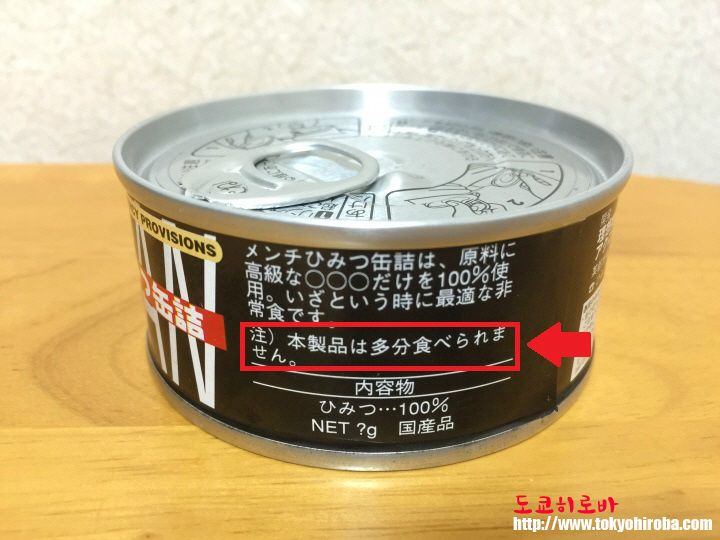 CY PROVISIONS
つ缶詰
メンチひみつ缶詰は、原料に
高級な○○○だけを100%使
用。いざという時に最適な非
常食です。
注）本製品は多分食べられま
せん。
内容物
ひみつ…100%
NET ?g 国産品
도쿄히로바
http://www.tokyohiroba.com